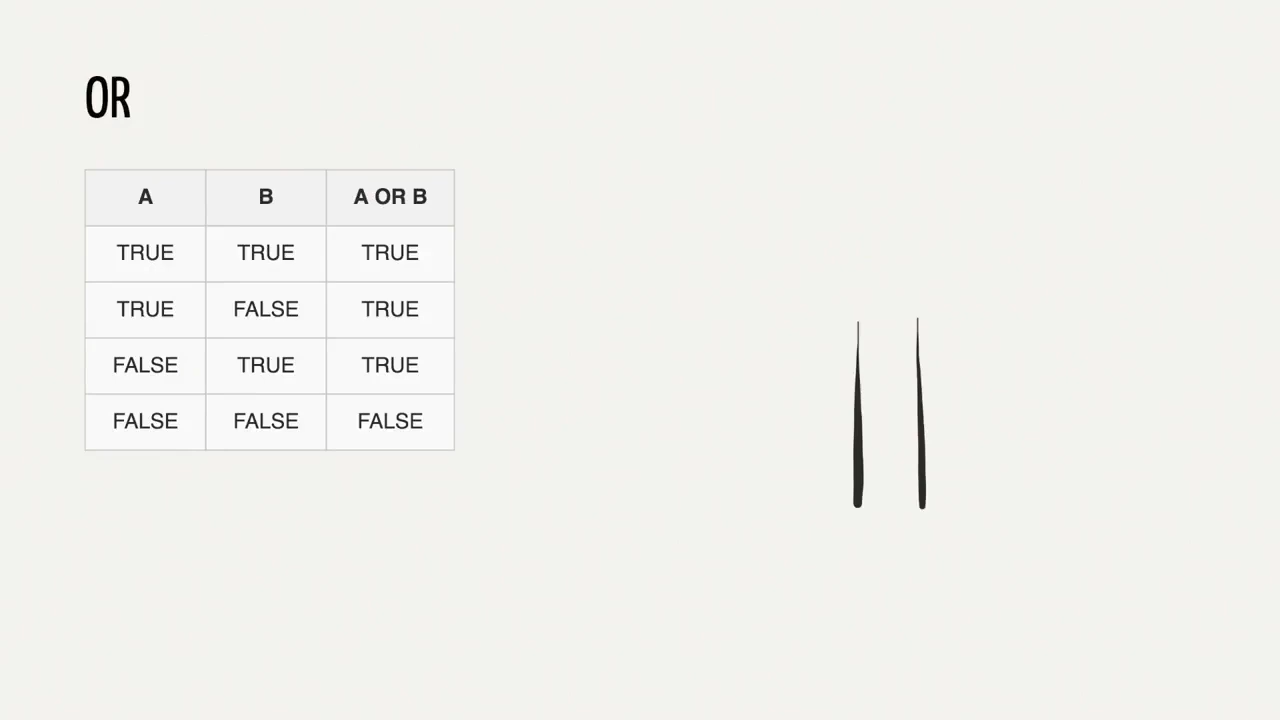 OR
A B A OR B
TRUE TRUE TRUE
TRUE FALSE TRUE
FALSE TRUE TRUE
FALSE FALSE FALSE
||